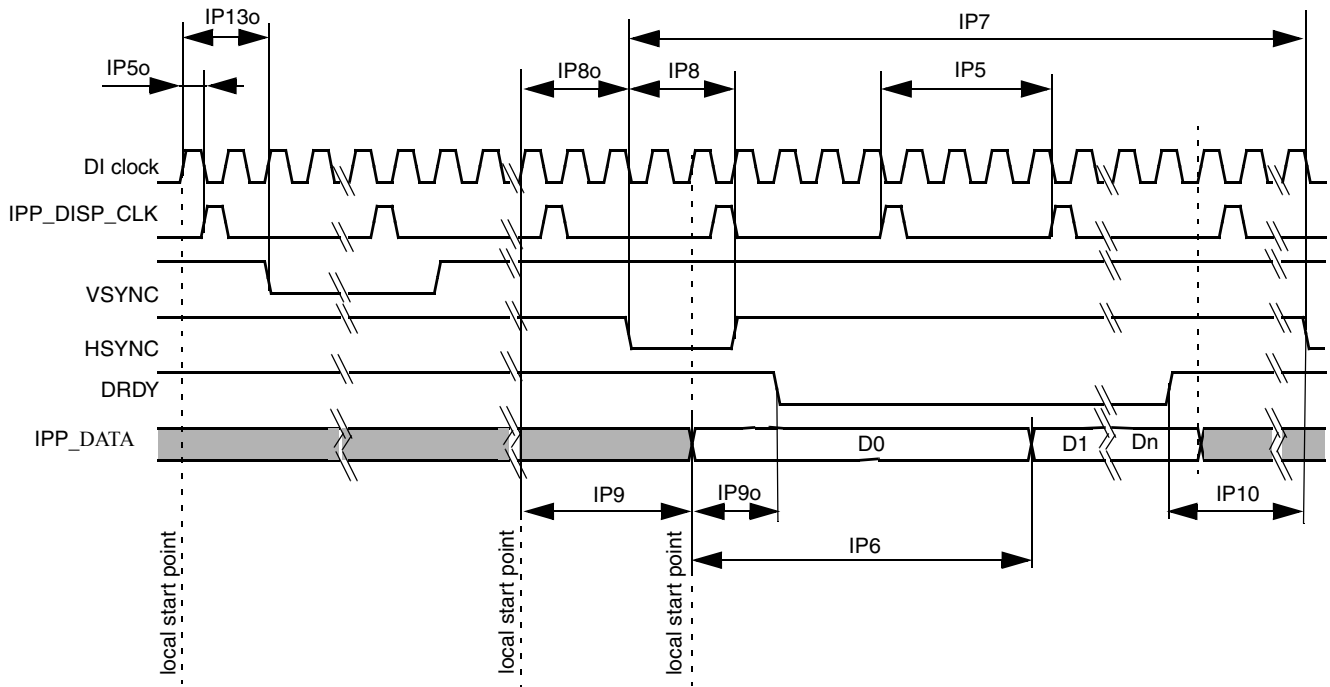 IP13o
IP7
IP5o
IP8o
IP8
IP5
DI clock
IPP_DISP_CLK
VSYNC
HSYNC
DRDY
IPP_DATA
D0
D1
Dn
IP9
IP9o
IP10
IP6
local start point
local start point
local start point